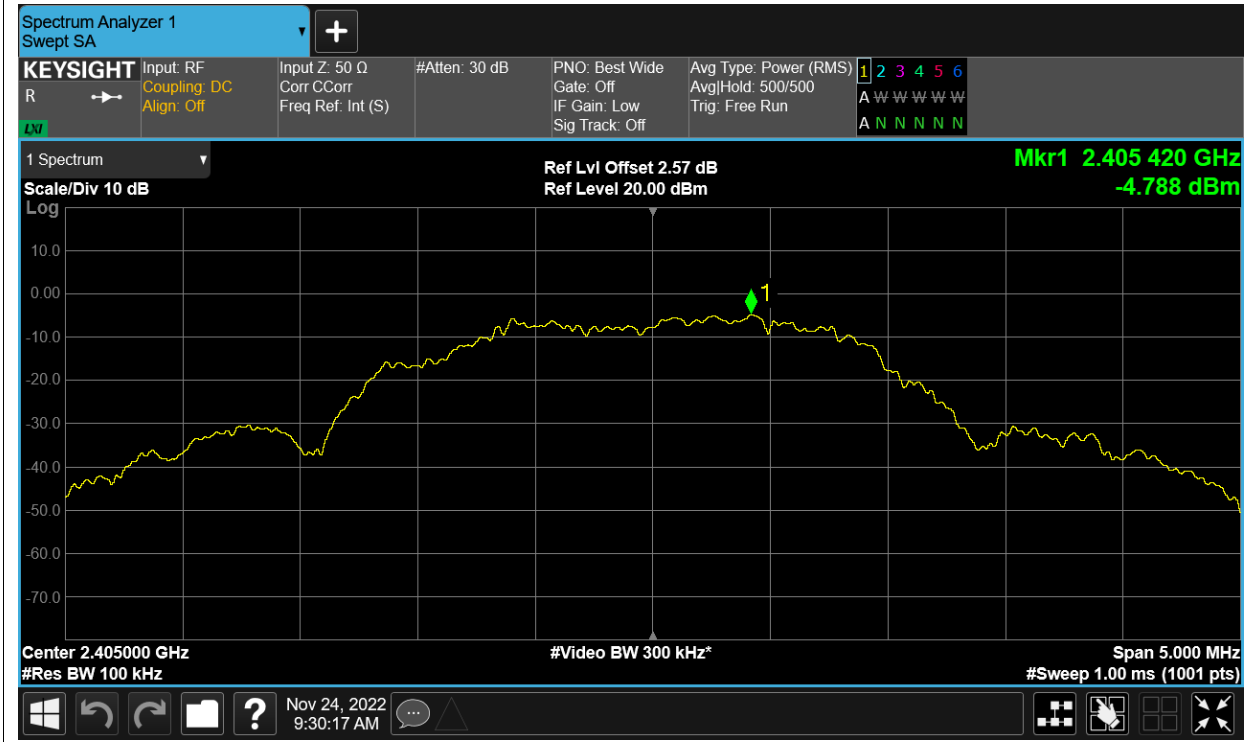 Spectrum Analyzer 1
Swept SA
KEYSIGHT
R
LXI
Input: RF
Coupling: DC
Align: Off
Input Z: 50 Ω
Corr CCorr
Freq Ref: Int (S)
#Atten: 30 dB
PNO: Best Wide
Gate: Off
IF Gain: Low
Sig Track: Off
Avg Type: Power (RMS)
Avg|Hold: 500/500
Trig: Free Run
1 2 3 4 5 6
A W W W W W
A N N N N N
1 Spectrum
Scale/Div 10 dB
Log
Ref Lvl Offset 2.57 dB
Ref Level 20.00 dBm
Mkr1 2.405 420 GHz
-4.788 dBm
10.0
0.00
-10.0
-20.0
-30.0
-40.0
-50.0
-60.0
-70.0
1
Center 2.405000 GHz
#Res BW 100 kHz
#Video BW 300 kHz*
Span 5.000 MHz
#Sweep 1.00 ms (1001 pts)
?
Nov 24, 2022
9:30:17 AM